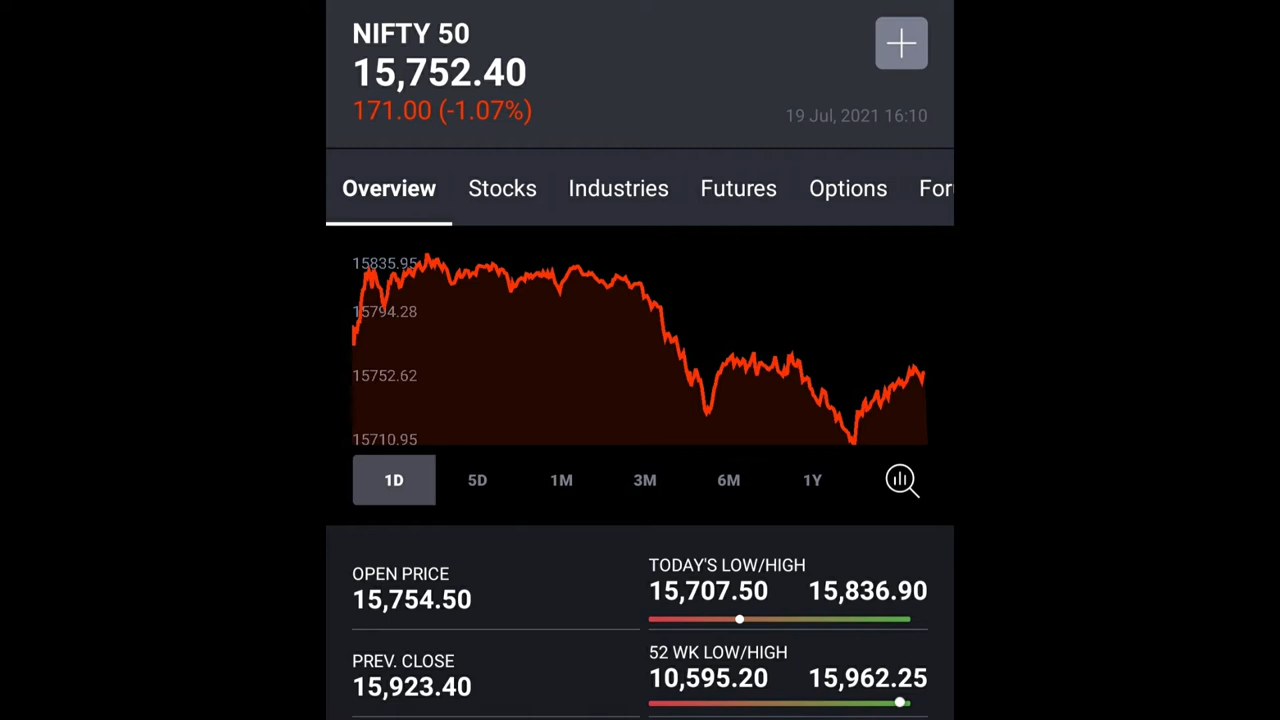 NIFTY 50
15,752.40
171.00 (-1.07%)
19 Jul, 2021 16:10
Overview Stocks Industries Futures Options For
15835.95
15794.28
15752.62
15710.95
1D 5D 1M 3M 6M 1Y
OPEN PRICE
15,754.50
TODAY'S LOW/HIGH
15,707.50 15,836.90
PREV. CLOSE
15,923.40
52 WK LOW/HIGH
10,595.20 15,962.25